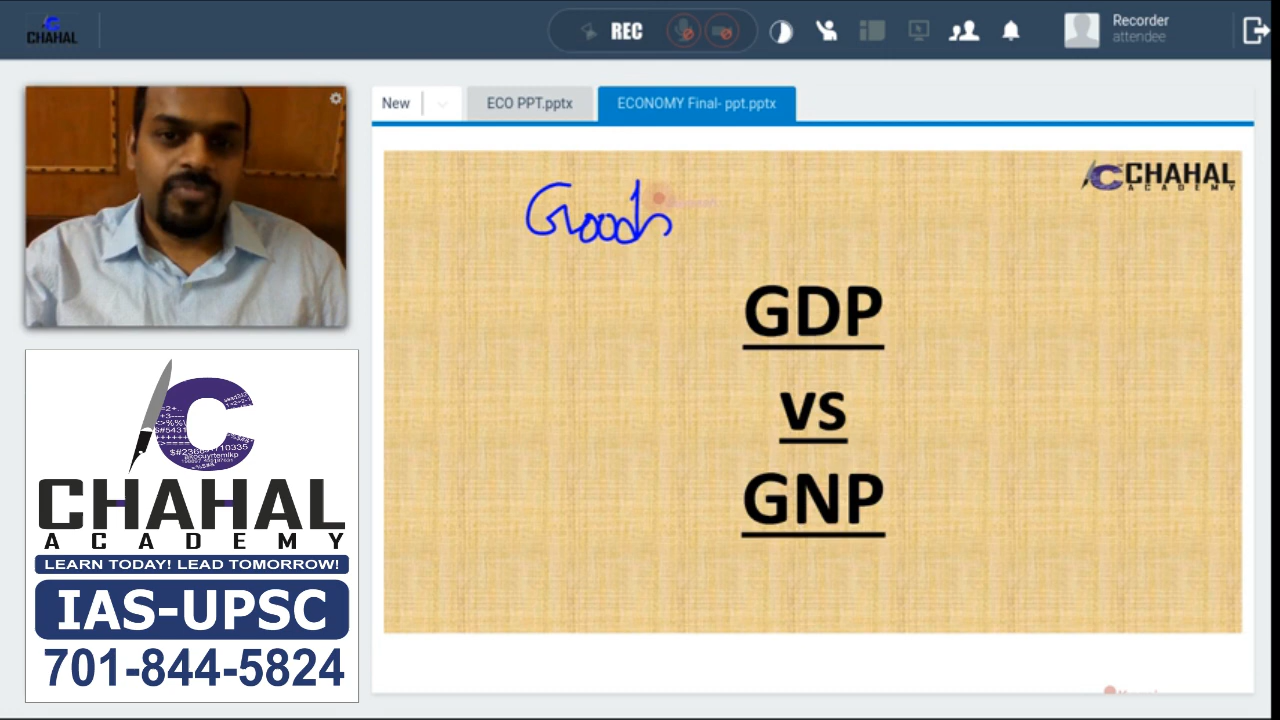 CHAHAL
REC
Recorder
attendee
New
ECO PPT.pptx
ECONOMY Final- ppt.pptx
CHAHAL
ACADEMY
Goods
GDP
vs
GNP
CHAHAL
ACADEMY
LEARN TODAY! LEAD TOMORROW!
IAS-UPSC
701-844-5824